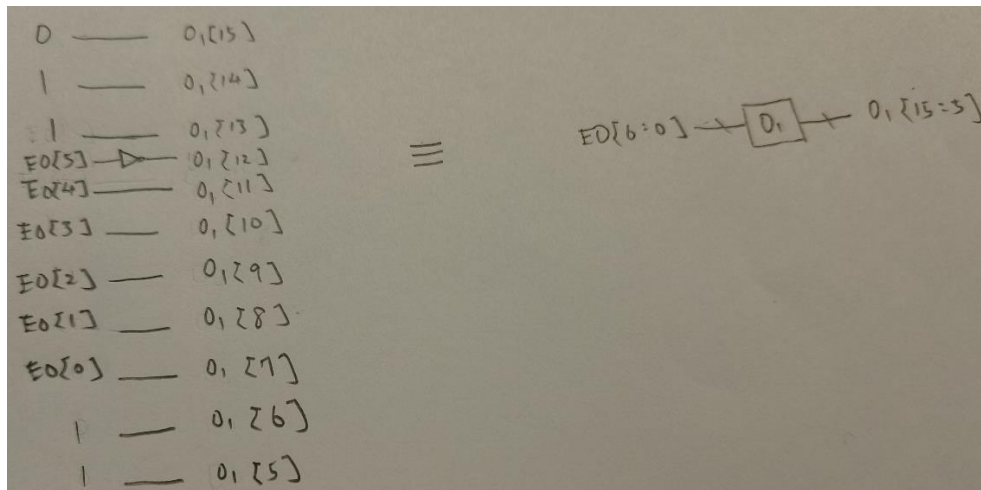 0 — O₁[15]
1 — O₁[14]
1 — O₁[13]
EO[5] — O₁[12]
EO[4] — O₁[11]
EO[3] — O₁[10]
EO[2] — O₁[9]
EO[1] — O₁[8]
EO[0] — O₁[7]
1 — O₁[6]
1 — O₁[5]
≡
EO[6:0] O₁ O₁[15:5]